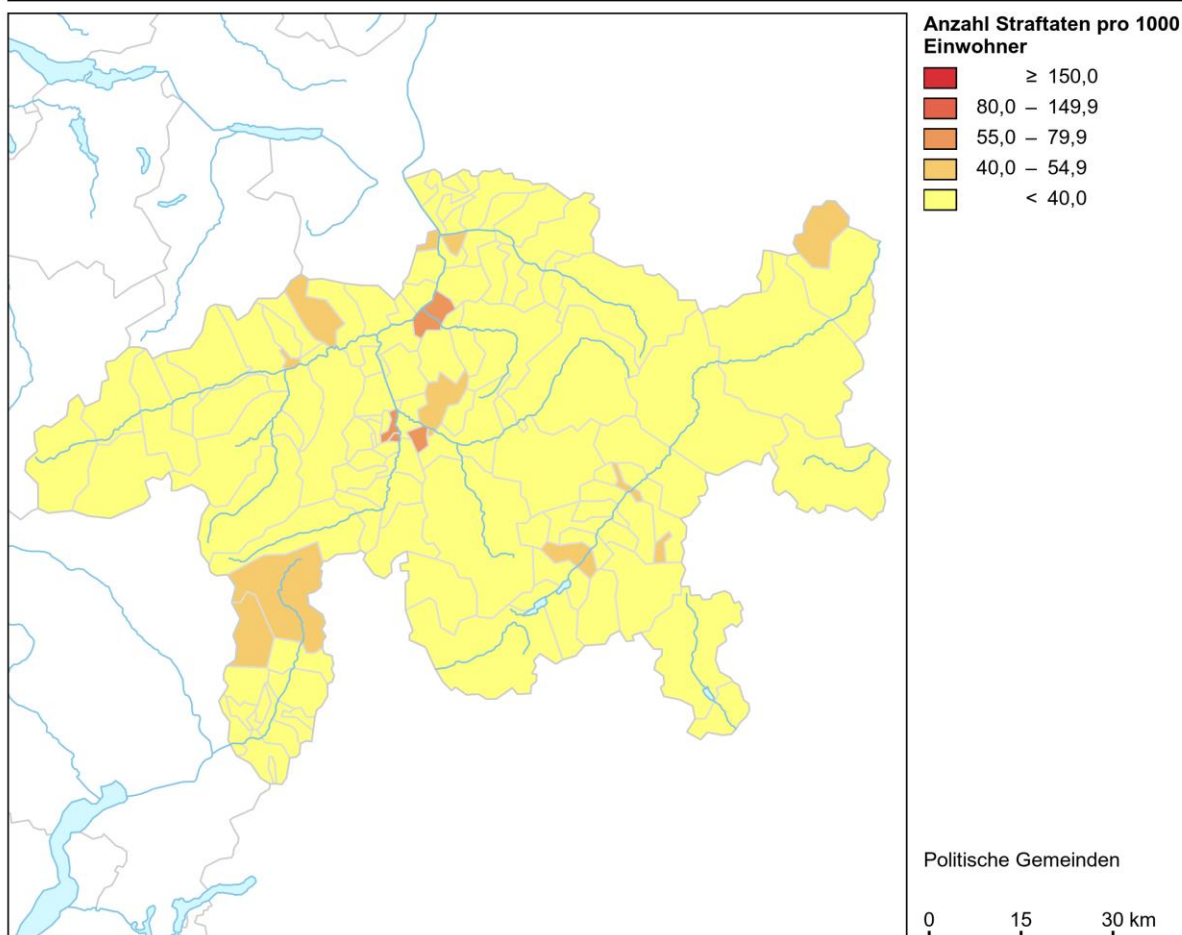 Anzahl Straftaten pro 1000
Einwohner
≥ 150,0
80,0 – 149,9
55,0 – 79,9
40,0 – 54,9
< 40,0
Politische Gemeinden
0 15 30 km